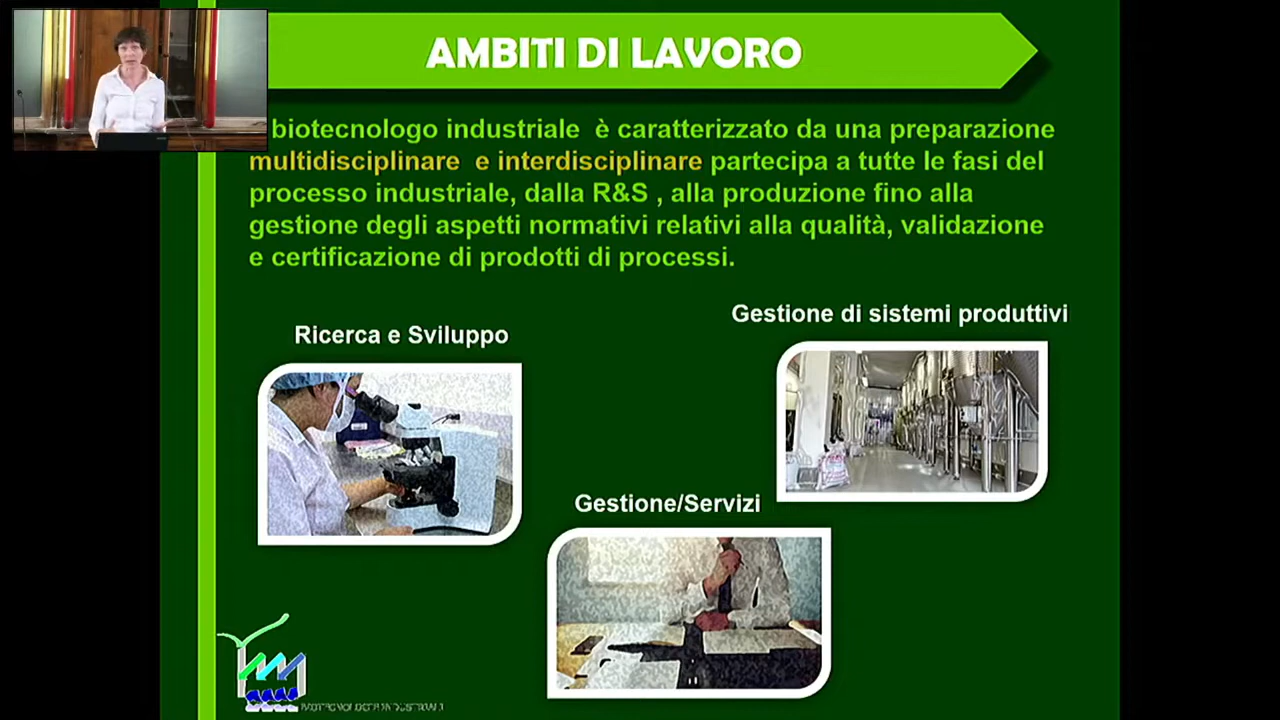 AMBITI DI LAVORO
biotecnologo industriale è caratterizzato da una preparazione
multidisciplinare e interdisciplinare partecipa a tutte le fasi del
processo industriale, dalla R&S , alla produzione fino alla
gestione degli aspetti normativi relativi alla qualità, validazione
e certificazione di prodotti di processi.
Gestione di sistemi produttivi
Ricerca e Sviluppo
Gestione/Servizi